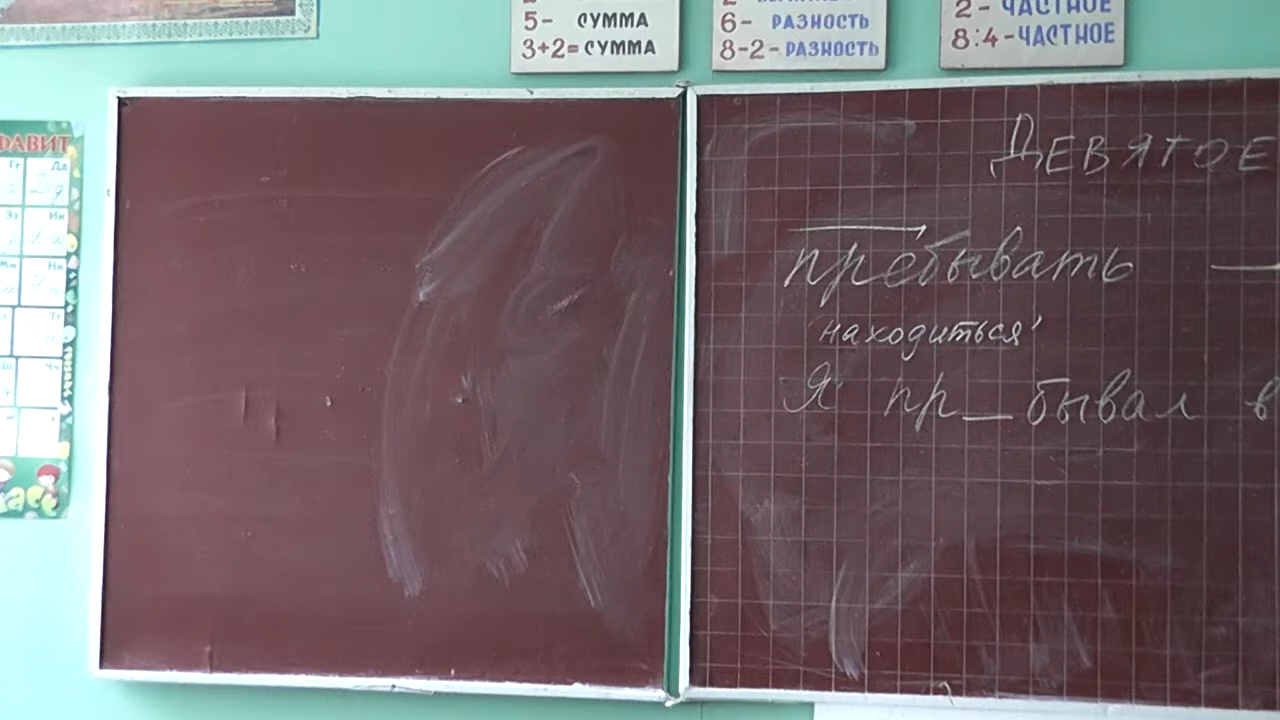 5- СУММА
3+2= СУММА
6- РАЗНОСТЬ
8-2-РАЗНОСТЬ
2- ЧАСТНОЕ
8:4-ЧАСТНОЕ
ФАВИТ
ДЕВЯТОЕ
пребывать —
'находиться'
Я пр_бывал в